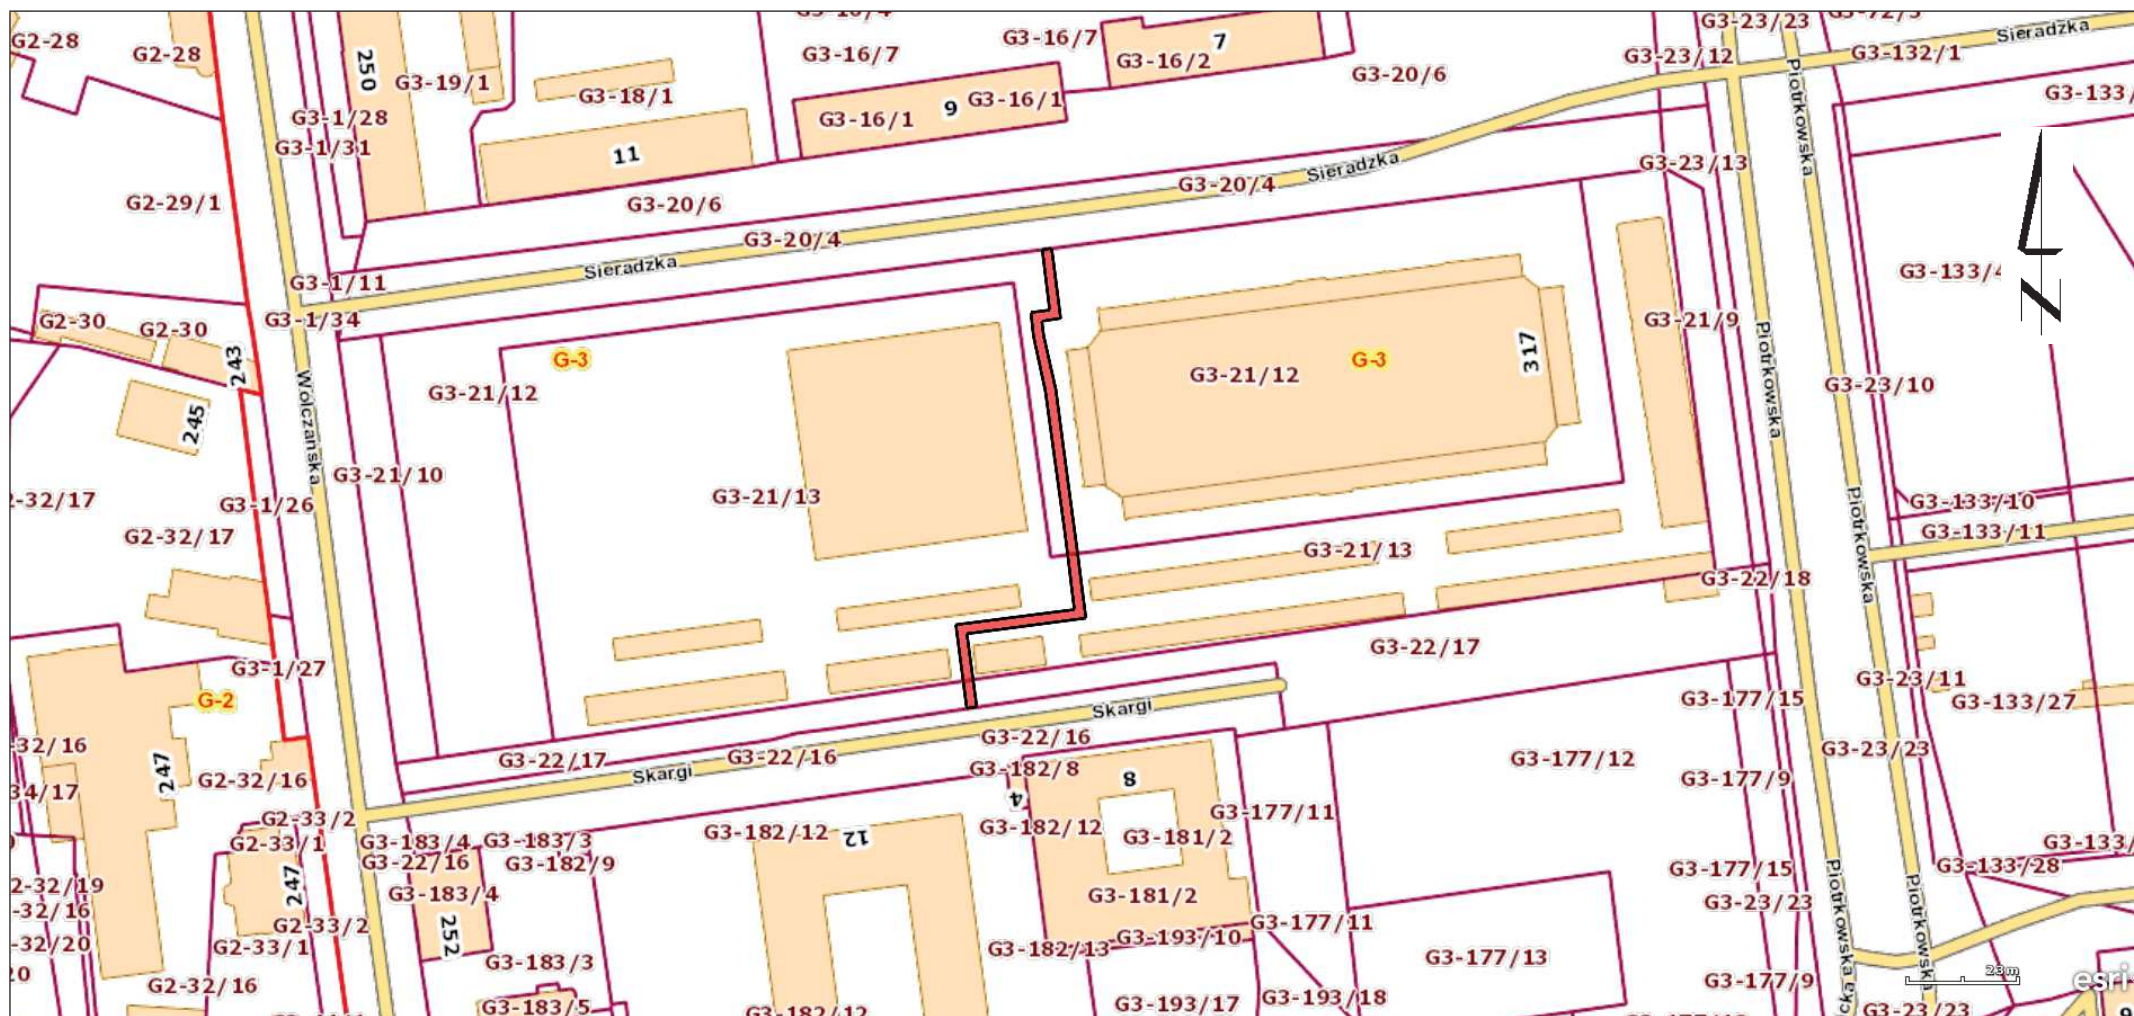 G2-28
G2-28
250
G3-19/1
G3-18/1
G3-16/7
G3-16/7
7
G3-16/2
G3-20/6
G3-23/23
G3-23/12
G3-132/1
Sieradzka
Piotrkowska
G3-133/
G3-1/28
G3-1/31
11
G3-16/1
9
G3-16/1
G3-20/4
Sieradzka
G3-23/13
G2-29/1
G3-20/6
G3-20/4
Sieradzka
G3-1/11
G3-1/34
G2-30
G2-30
243
245
Wólczańska
G3-21/12
G-3
G3-21/12
G-3
317
G3-21/9
Piotrkowska
G3-133/4
N
G3-23/10
G3-21/10
G3-21/13
G3-1/26
2-32/17
G2-32/17
G3-21/13
G3-133/10
G3-133/11
Piotrkowska
G3-22/18
G3-22/17
G3-1/27
G-2
G3-23/11
G3-133/27
G3-177/15
Skargi
G3-22/16
G3-22/16
G3-22/17
Skargi
-32/16
34/17
247
G2-32/16
G3-182/8
8
4
G3-177/12
G3-177/9
G3-23/23
G2-33/2
G2-33/1
G3-183/4
G3-22/16
G3-183/3
G3-182/9
G3-182/12
12
G3-182/12
G3-181/2
G3-177/11
G3-133/
G3-133/28
G3-177/15
G3-23/23
2-32/19
-32/16
-32/20
247
G3-183/4
252
G3-181/2
G2-33/2
G2-33/1
G3-177/11
G3-193/10
G3-182/13
G3-177/13
Piotrkowska
Piotrkowska
G3-183/3
G2-32/16
G3-183/5
G3-182/12
G3-193/17
G3-193/18
G3-177/9
G3-23/23
23m
esri